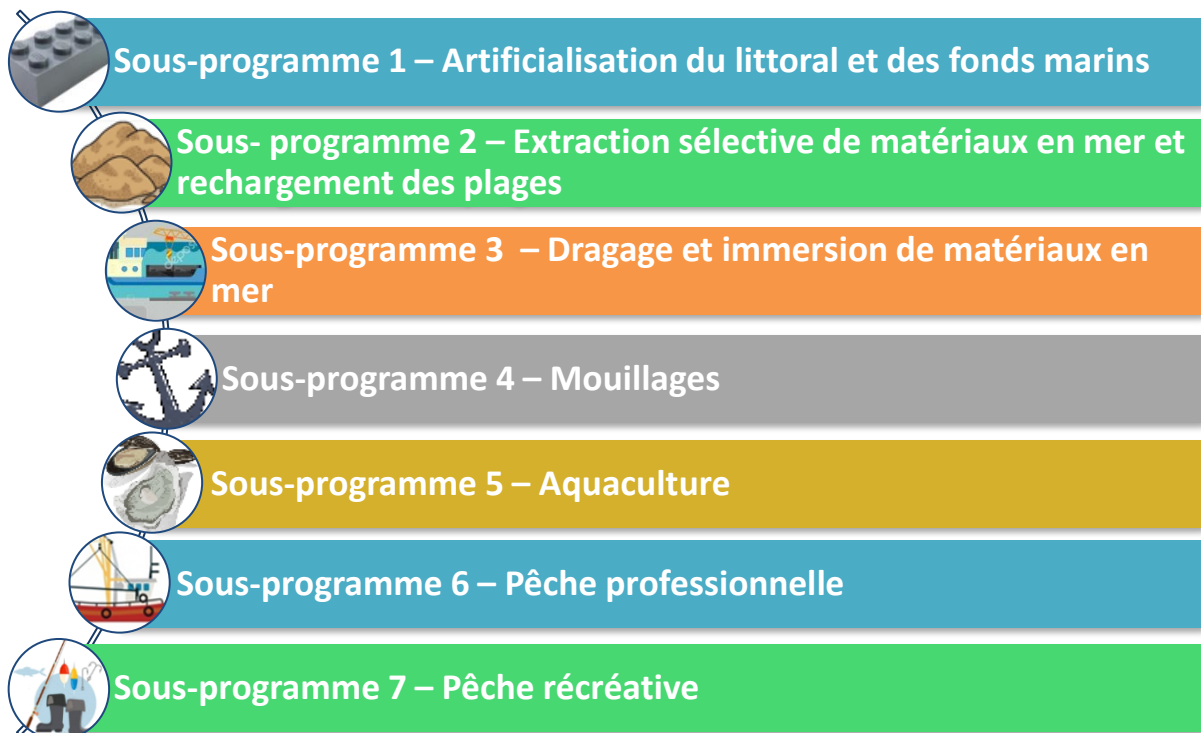 Sous-programme 1 – Artificialisation du littoral et des fonds marins
Sous- programme 2 – Extraction sélective de matériaux en mer et
rechargement des plages
Sous-programme 3 – Dragage et immersion de matériaux en
mer
Sous-programme 4 – Mouillages
Sous-programme 5 – Aquaculture
Sous-programme 6 – Pêche professionnelle
Sous-programme 7 – Pêche récréative